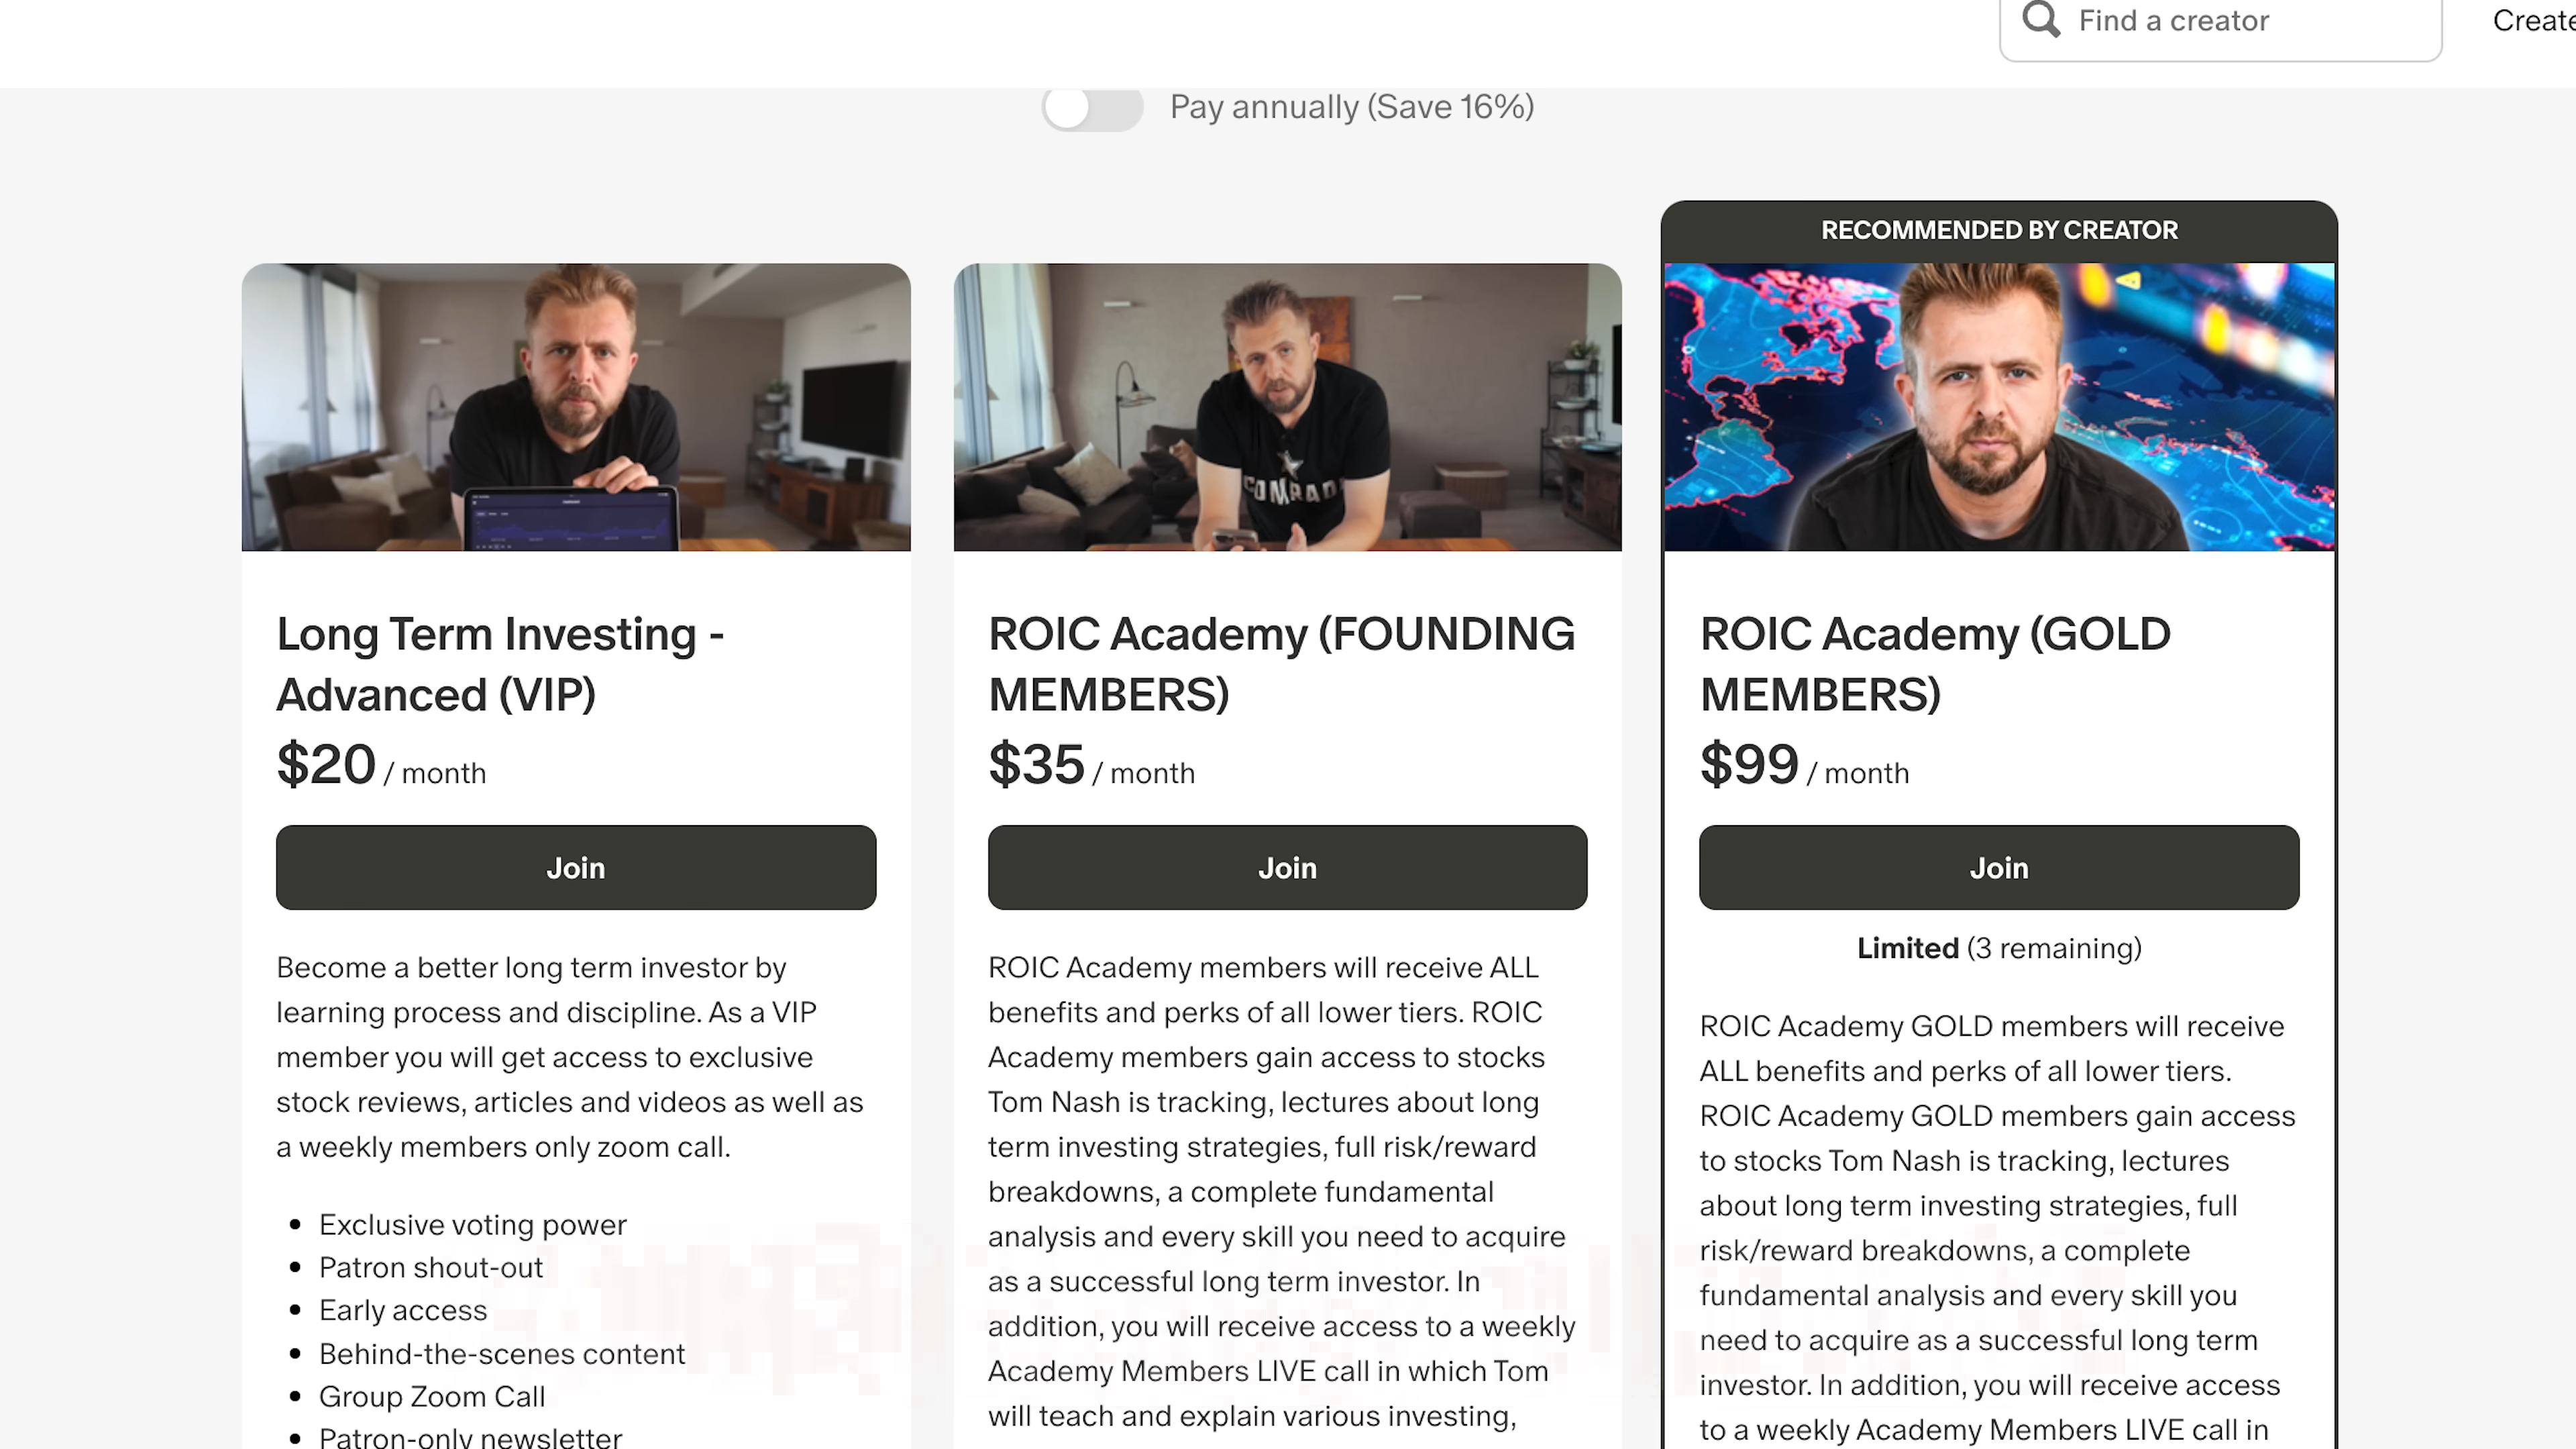 Find a creator
Create
Pay annually (Save 16%)
RECOMMENDED BY CREATOR
COMRAD
Long Term Investing -
Advanced (VIP)
$20 / month
Join
Become a better long term investor by
learning process and discipline. As a VIP
member you will get access to exclusive
stock reviews, articles and videos as well as
a weekly members only zoom call.
• Exclusive voting power
• Patron shout-out
• Early access
• Behind-the-scenes content
• Group Zoom Call
• Patron-only newsletter
ROIC Academy (FOUNDING
MEMBERS)
$35 / month
Join
ROIC Academy members will receive ALL
benefits and perks of all lower tiers. ROIC
Academy members gain access to stocks
Tom Nash is tracking, lectures about long
term investing strategies, full risk/reward
breakdowns, a complete fundamental
analysis and every skill you need to acquire
as a successful long term investor. In
addition, you will receive access to a weekly
Academy Members LIVE call in which Tom
will teach and explain various investing,
ROIC Academy (GOLD
MEMBERS)
$99 / month
Join
Limited (3 remaining)
ROIC Academy GOLD members will receive
ALL benefits and perks of all lower tiers.
ROIC Academy GOLD members gain access
to stocks Tom Nash is tracking, lectures
about long term investing strategies, full
risk/reward breakdowns, a complete
fundamental analysis and every skill you
need to acquire as a successful long term
investor. In addition, you will receive access
to a weekly Academy Members LIVE call in